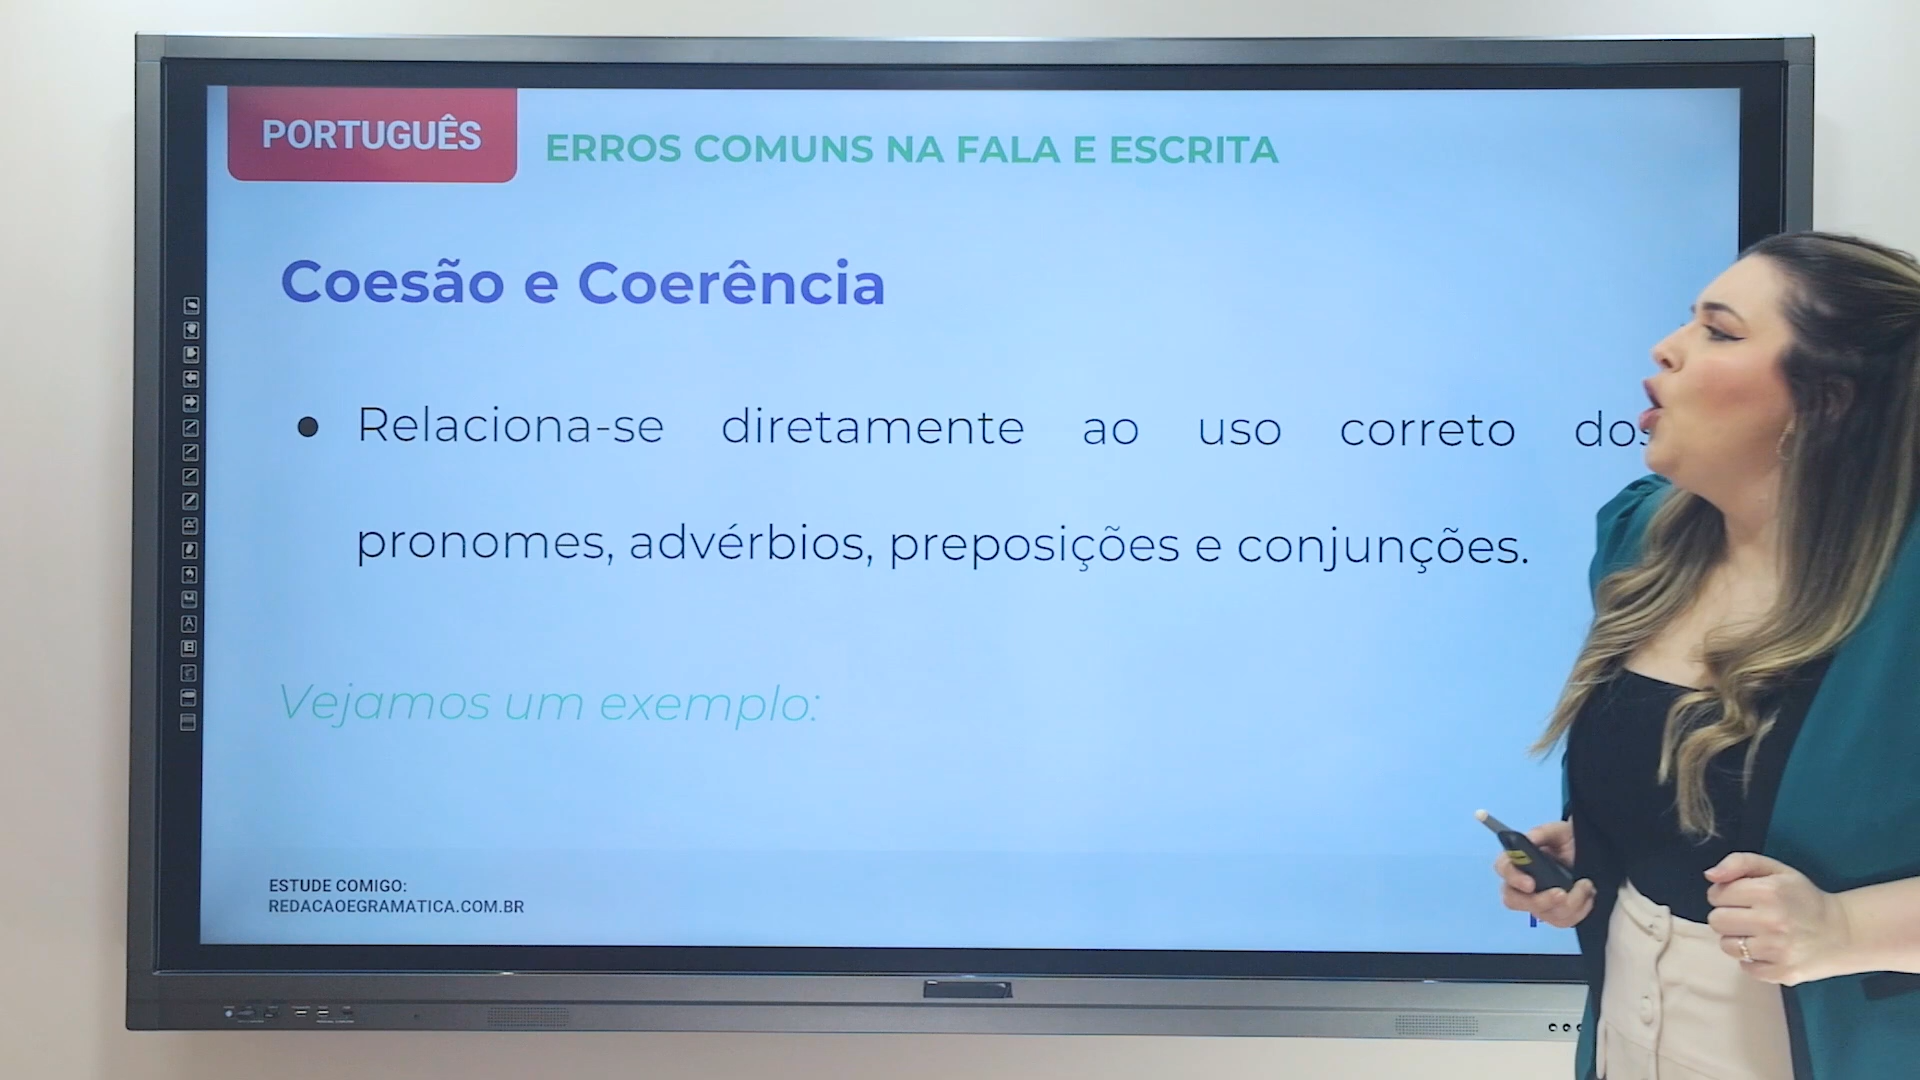 PORTUGUÊS
ERROS COMUNS NA FALA E ESCRITA
Coesão e Coerência
● Relaciona-se diretamente ao uso correto dos
pronomes, advérbios, preposições e conjunções.
Vejamos um exemplo:
ESTUDE COMIGO:
REDACAOEGRAMATICA.COM.BR